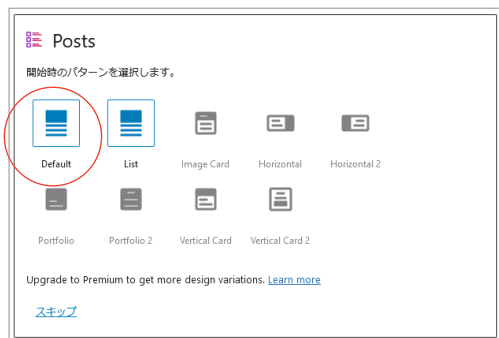 Posts
開始時のパターンを選択します。
Default List Image Card Horizontal Horizontal 2
Portfolio Portfolio 2 Vertical Card Vertical Card 2
Upgrade to Premium to get more design variations. Learn more
スキップ